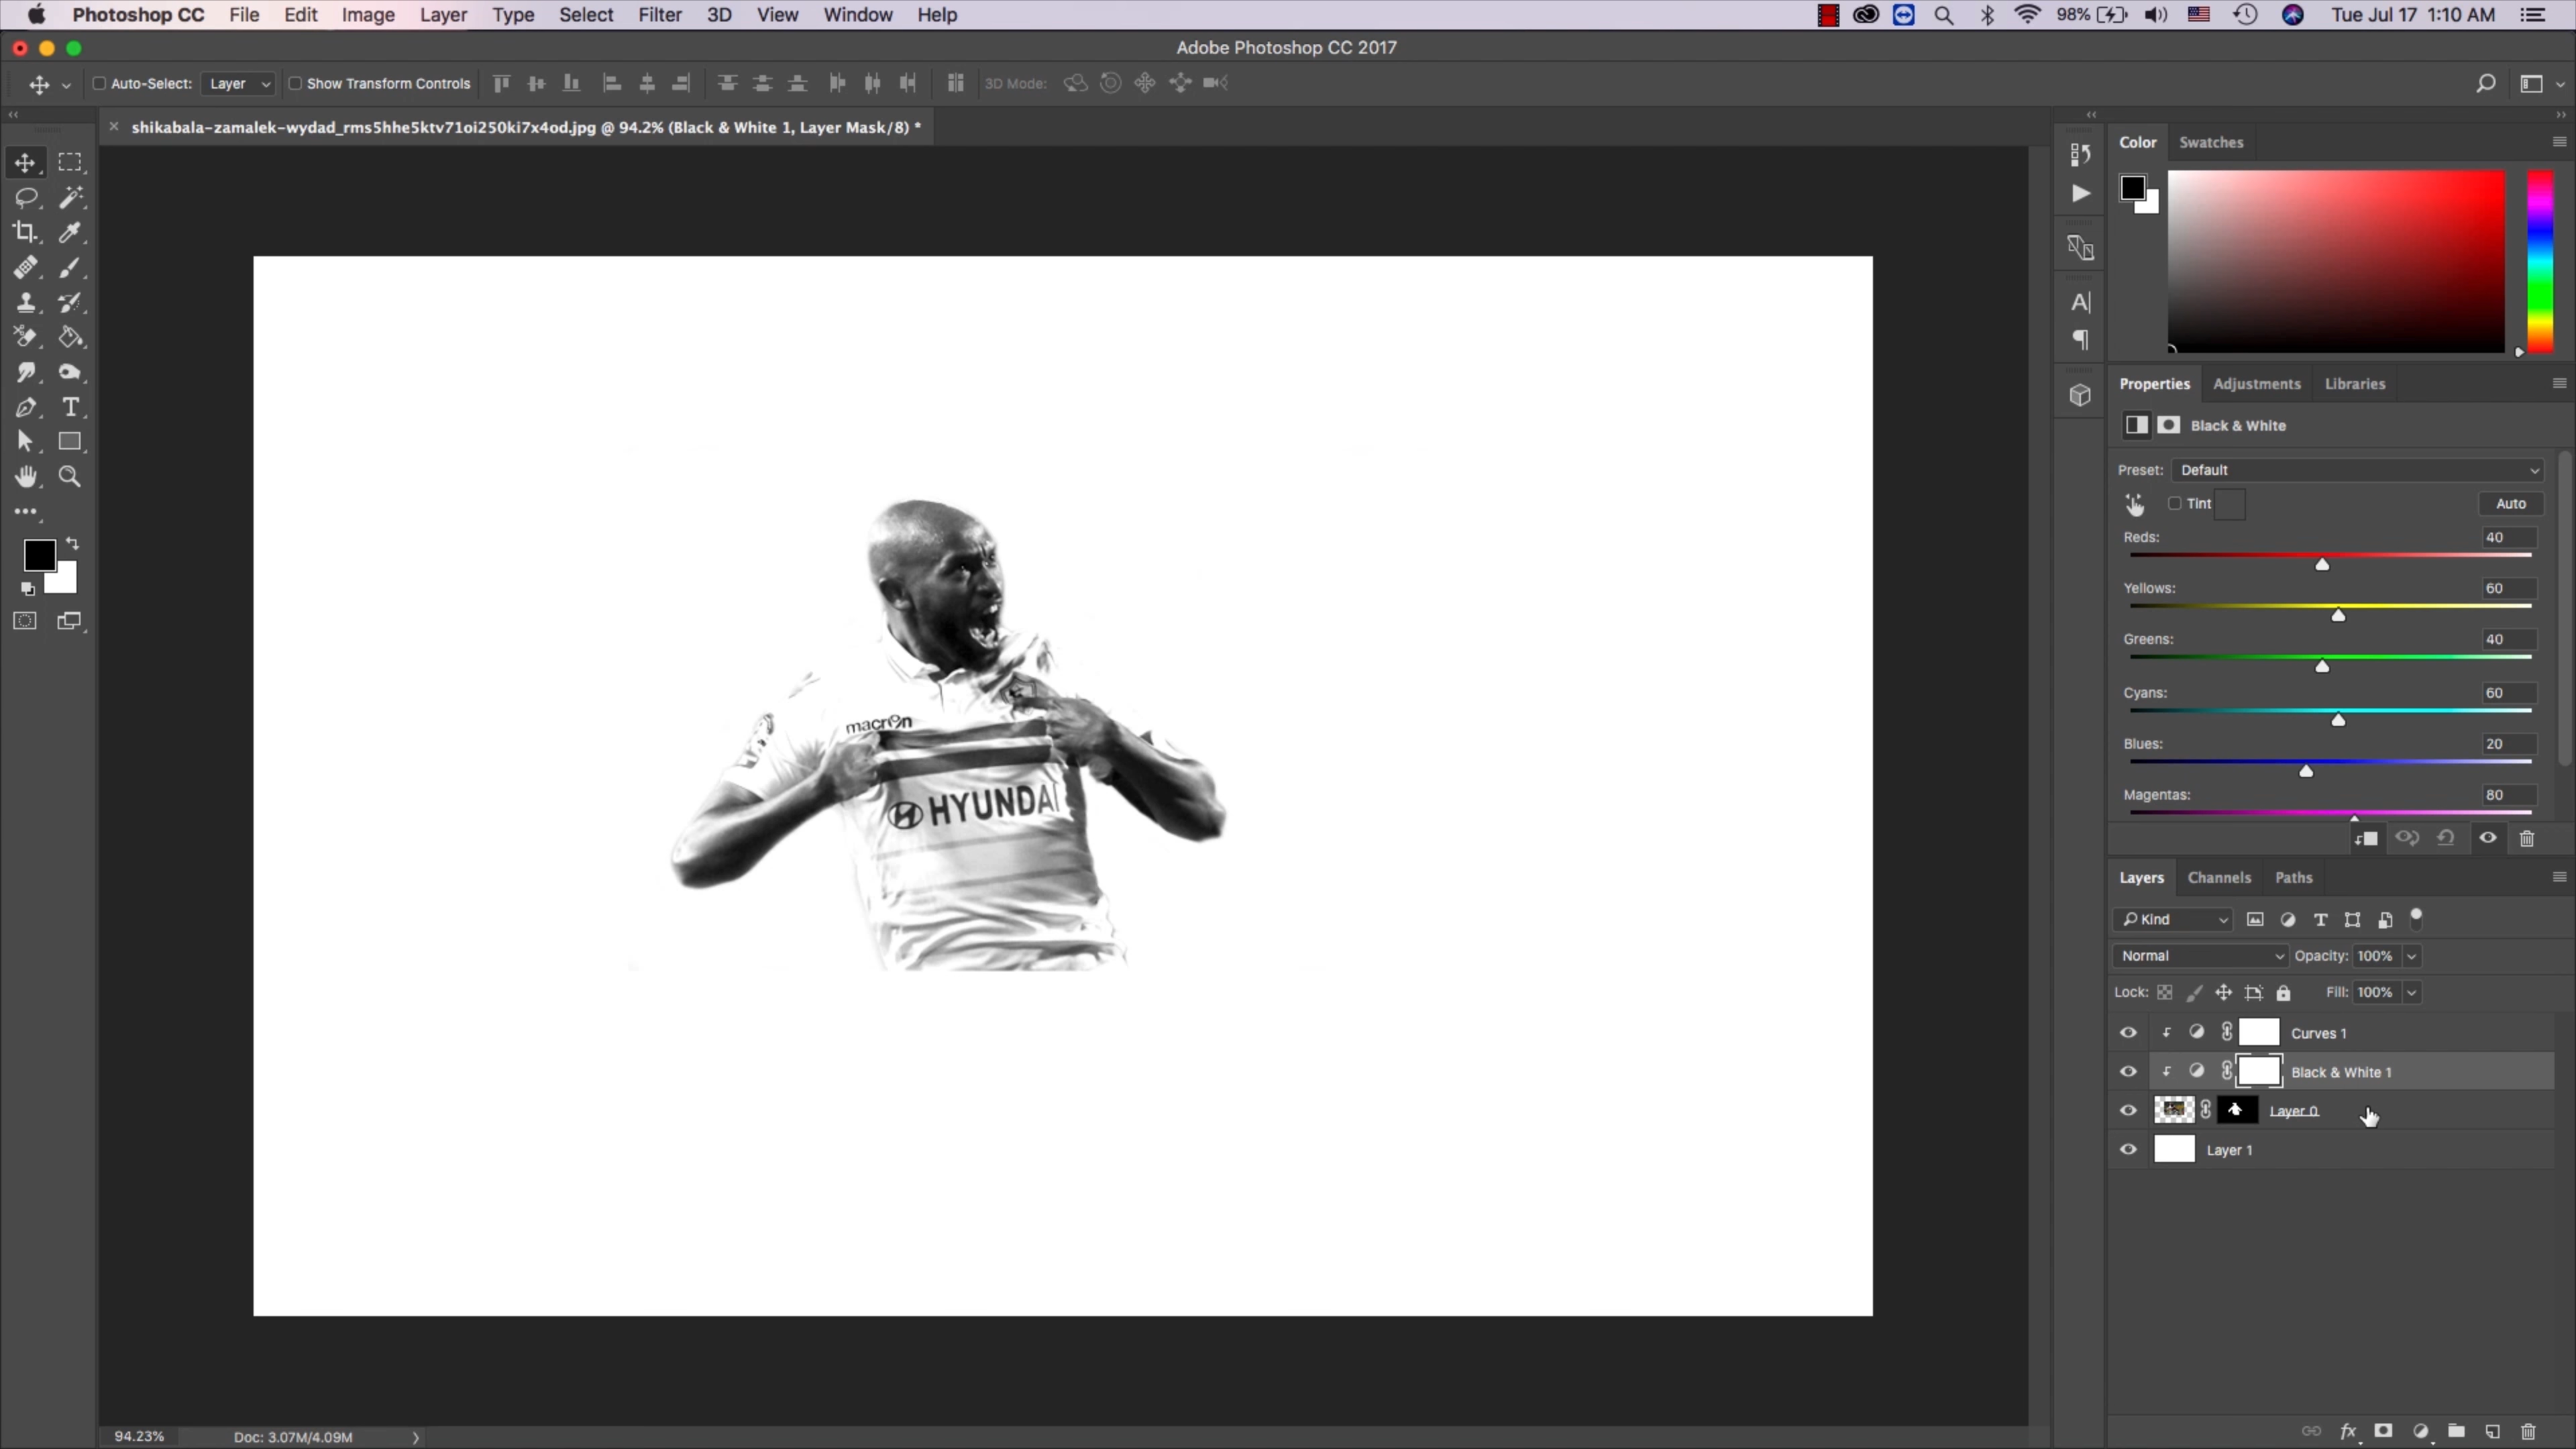 Photoshop CC File Edit Image Layer Type Select Filter 3D View Window Help 98% Tue Jul 17 1:10 AM
Adobe Photoshop CC 2017
Auto-Select: Layer Show Transform Controls 3D Mode:
× shikabala-zamalek-wydad_rms5hhe5ktv71oi250ki7x4od.jpg @ 94.2% (Black & White 1, Layer Mask/8) *
Color Swatches
Properties Adjustments Libraries
Black & White
Preset: Default
Tint Auto
Reds: 40
Yellows: 60
Greens: 40
Cyans: 60
Blues: 20
Magentas: 80
macron
HYUNDAI
Layers Channels Paths
Kind
Normal Opacity: 100%
Lock: Fill: 100%
Curves 1
Black & White 1
Layer 0
Layer 1
94.23% Doc: 3.07M/4.09M
fx